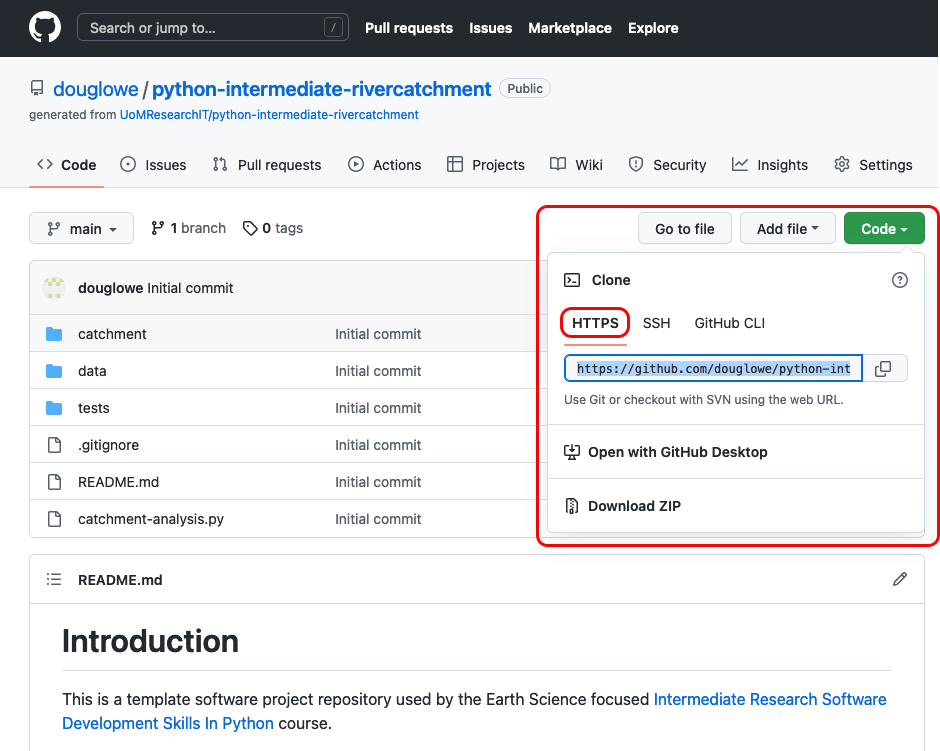 Search or jump to... / Pull requests Issues Marketplace Explore
douglowe / python-intermediate-rivercatchment Public
generated from UoMResearchIT/python-intermediate-rivercatchment
Code Issues Pull requests Actions Projects Wiki Security Insights Settings
main 1 branch 0 tags Go to file Add file Code
douglowe Initial commit
catchment Initial commit
data Initial commit
tests Initial commit
.gitignore Initial commit
README.md Initial commit
catchment-analysis.py Initial commit
Clone
HTTPS SSH GitHub CLI
https://github.com/douglowe/python-int
Use Git or checkout with SVN using the web URL.
Open with GitHub Desktop
Download ZIP
README.md
Introduction
This is a template software project repository used by the Earth Science focused Intermediate Research Software
Development Skills In Python course.